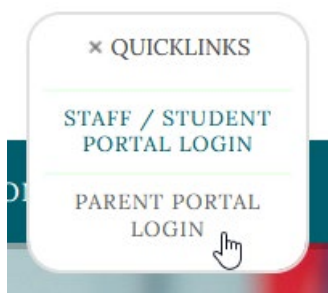 × QUICKLINKS
STAFF / STUDENT
PORTAL LOGIN
PARENT PORTAL
LOGIN